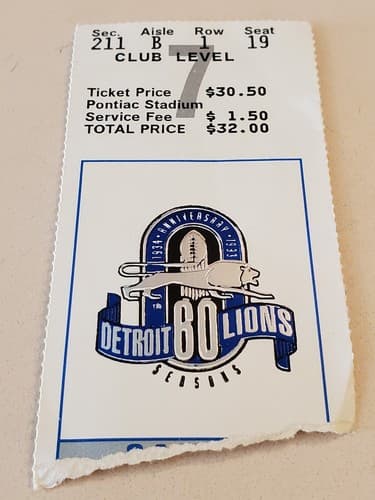 Sec. Aisle Row Seat
211 B 1 19
CLUB LEVEL
7
Ticket Price $30.50
Pontiac Stadium
Service Fee $ 1.50
TOTAL PRICE $32.00
1934 · ANNIVERSARY · 1993
DETROIT 60 LIONS
SEASONS